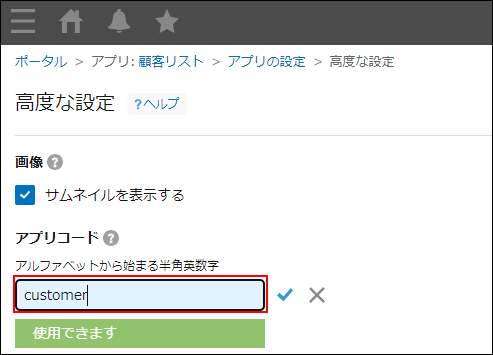 ポータル > アプリ: 顧客リスト > アプリの設定 > 高度な設定
高度な設定 ?ヘルプ
画像 ?
サムネイルを表示する
アプリコード ?
アルファベットから始まる半角英数字
customer
使用できます